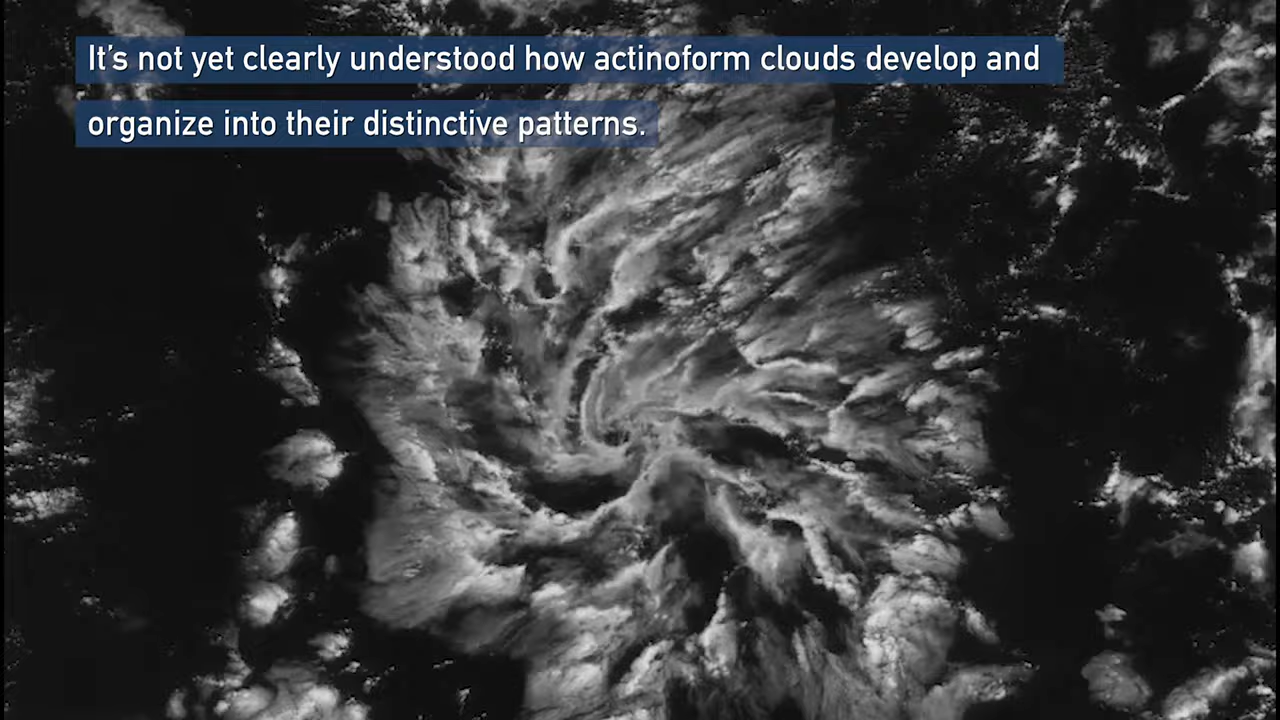 It's not yet clearly understood how actinoform clouds develop and
organize into their distinctive patterns.